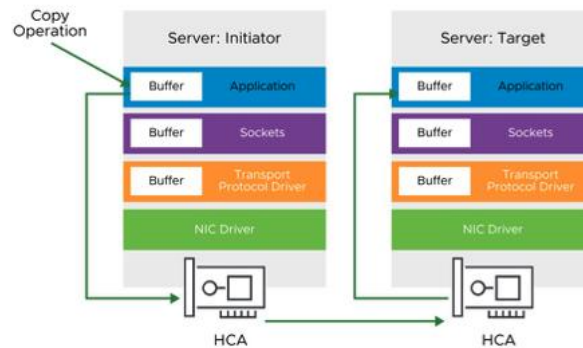 Copy
Operation
Server: Initiator
Buffer Application
Buffer Sockets
Buffer Transport
Protocol Driver
NIC Driver
HCA
Server: Target
Buffer Application
Buffer Sockets
Buffer Transport
Protocol Driver
NIC Driver
HCA